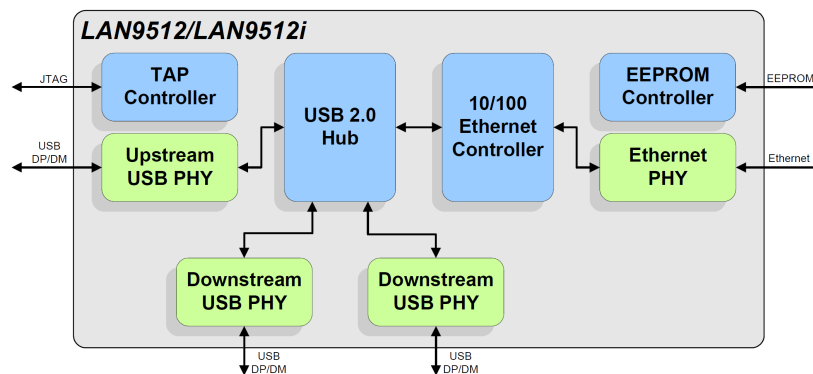 LAN9512/LAN9512i
JTAG
TAP
Controller
USB 2.0
Hub
10/100
Ethernet
Controller
EEPROM
Controller
EEPROM
USB
DP/DM
Upstream
USB PHY
Ethernet
PHY
Ethernet
Downstream
USB PHY
Downstream
USB PHY
USB
DP/DM
USB
DP/DM